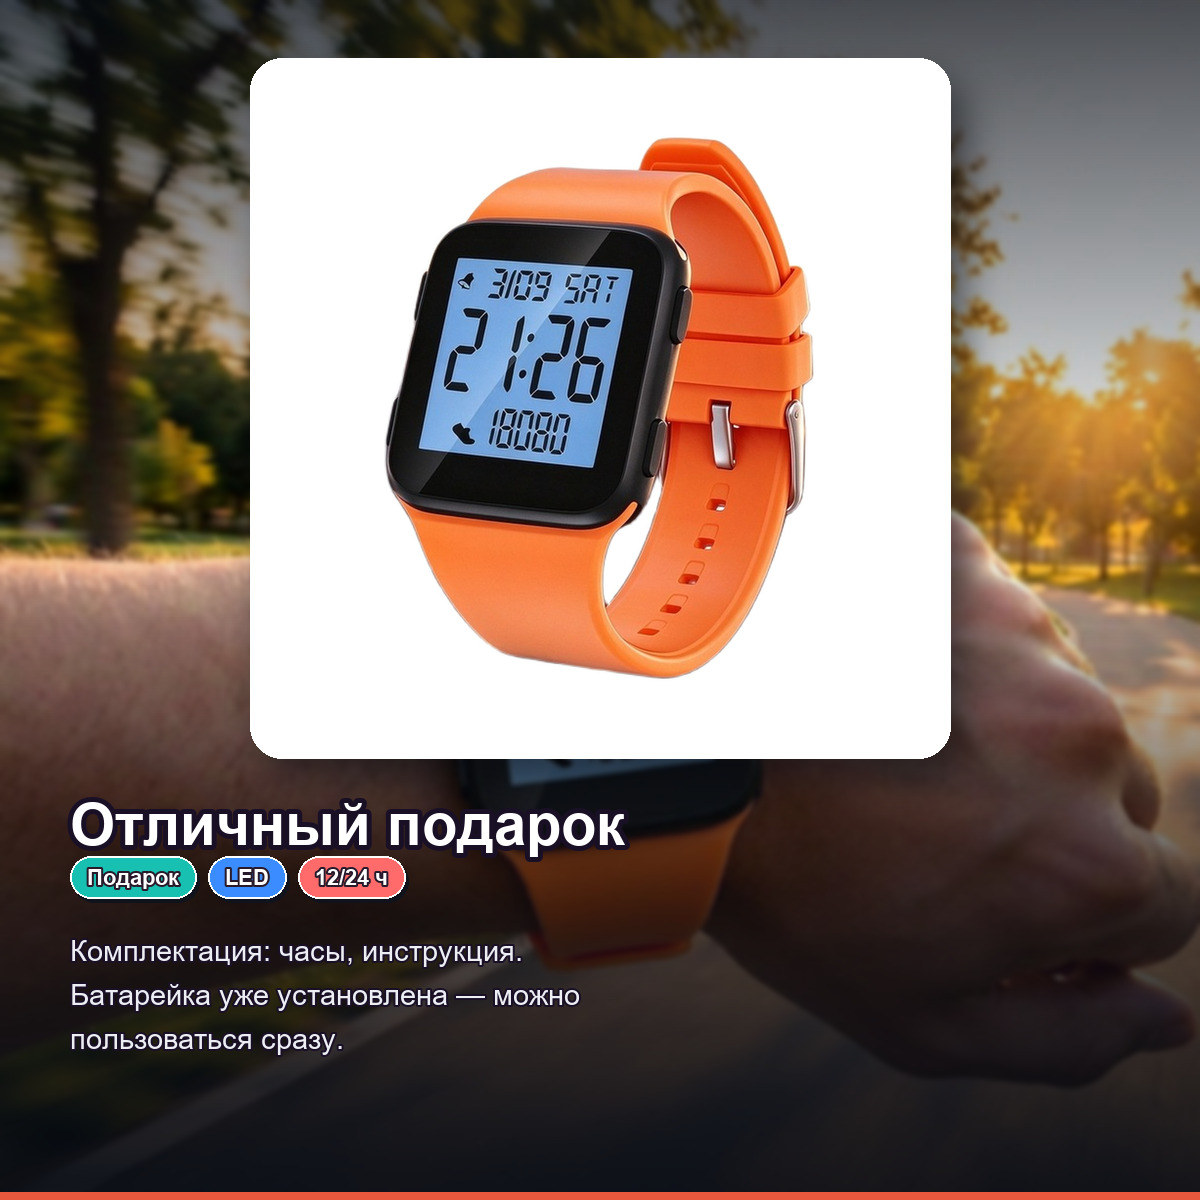 3/09 SAT
21:26
18080
Отличный подарок
Подарок LED 12/24 ч
Комплектация: часы, инструкция.
Батарейка уже установлена — можно
пользоваться сразу.